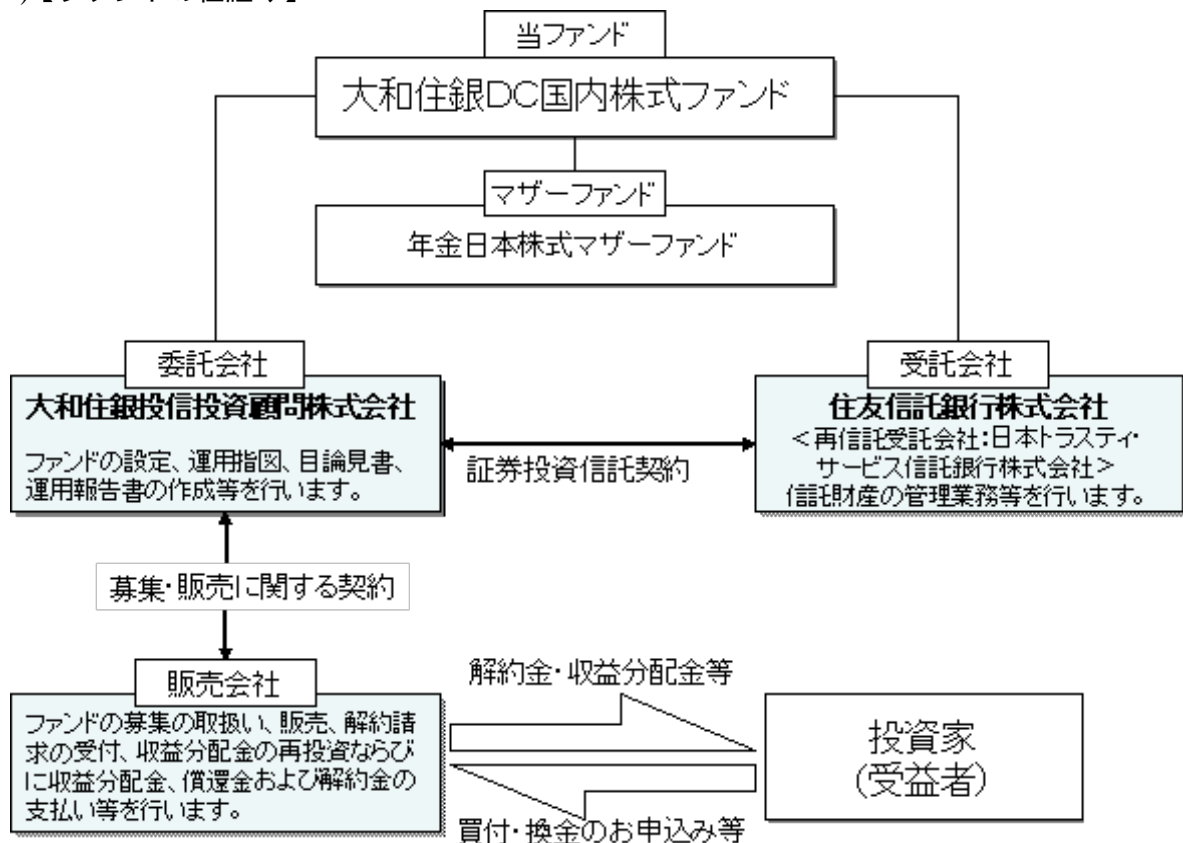 当ファンド
大和住銀DC国内株式ファンド
マザーファンド
年金日本株式マザーファンド
委託会社
大和住銀投信投資顧問株式会社
ファンドの設定、運用指図、目論見書、
運用報告書の作成等を行います。
証券投資信託契約
受託会社
住友信託銀行株式会社
＜再信託受託会社：日本トラスティ・
サービス信託銀行株式会社＞
信託財産の管理業務等を行います。
募集・販売に関する契約
販売会社
ファンドの募集の取扱い、販売、解約請
求の受付、収益分配金の再投資ならび
に収益分配金、償還金および解約金の
支払い等を行います。
解約金・収益分配金等
買付・換金のお申込み等
投資家
(受益者)